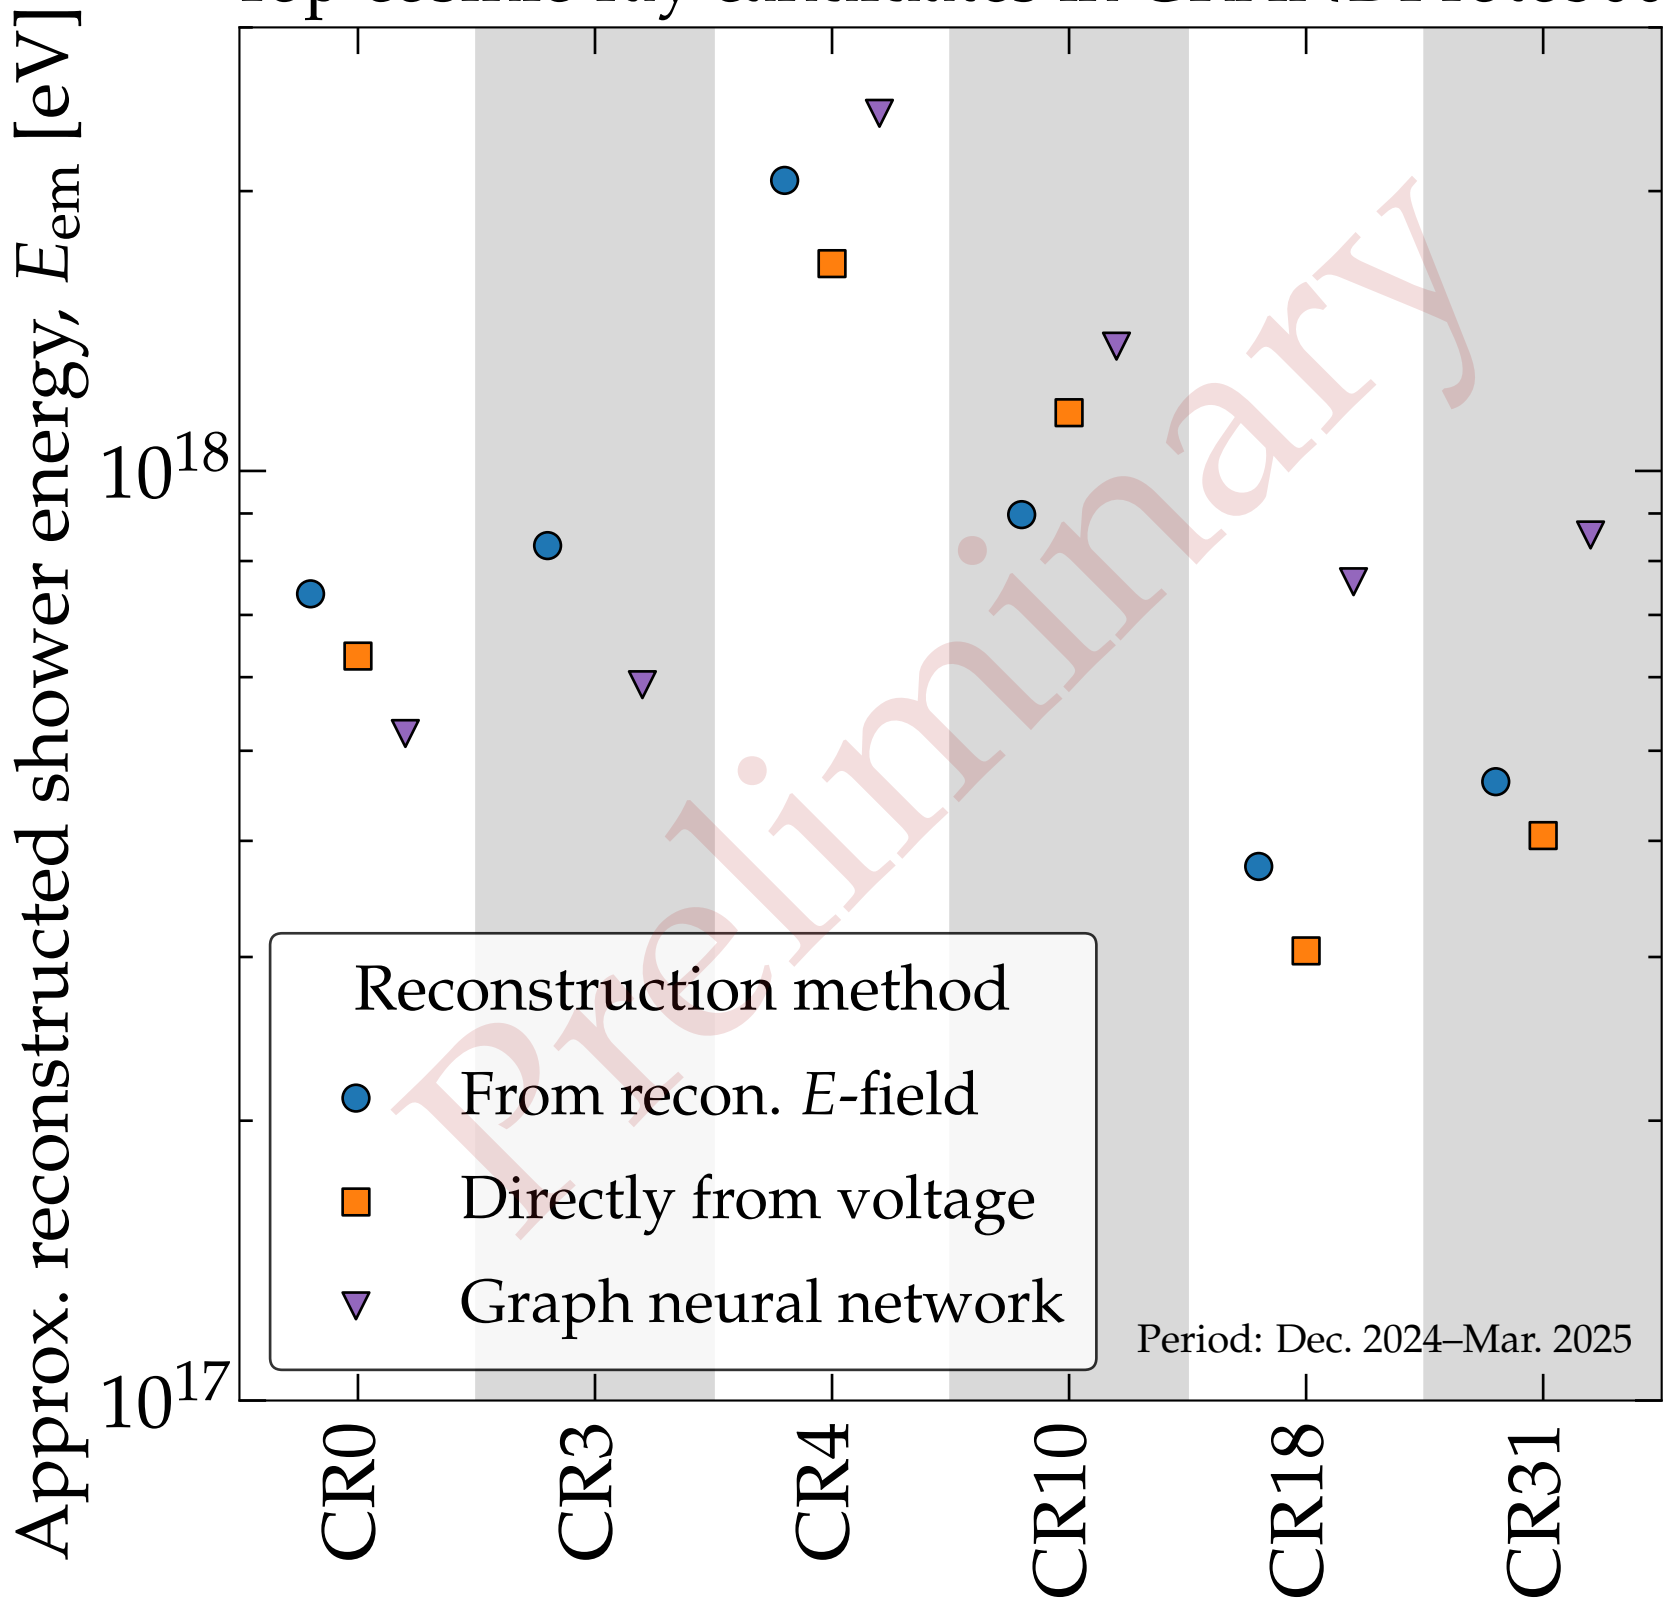 Approx. reconstructed shower energy, Eem [eV]
10^18
10^17
Reconstruction method
From recon. E-field
Directly from voltage
Graph neural network
Period: Dec. 2024–Mar. 2025
Preliminary
CR0
CR3
CR4
CR10
CR18
CR31